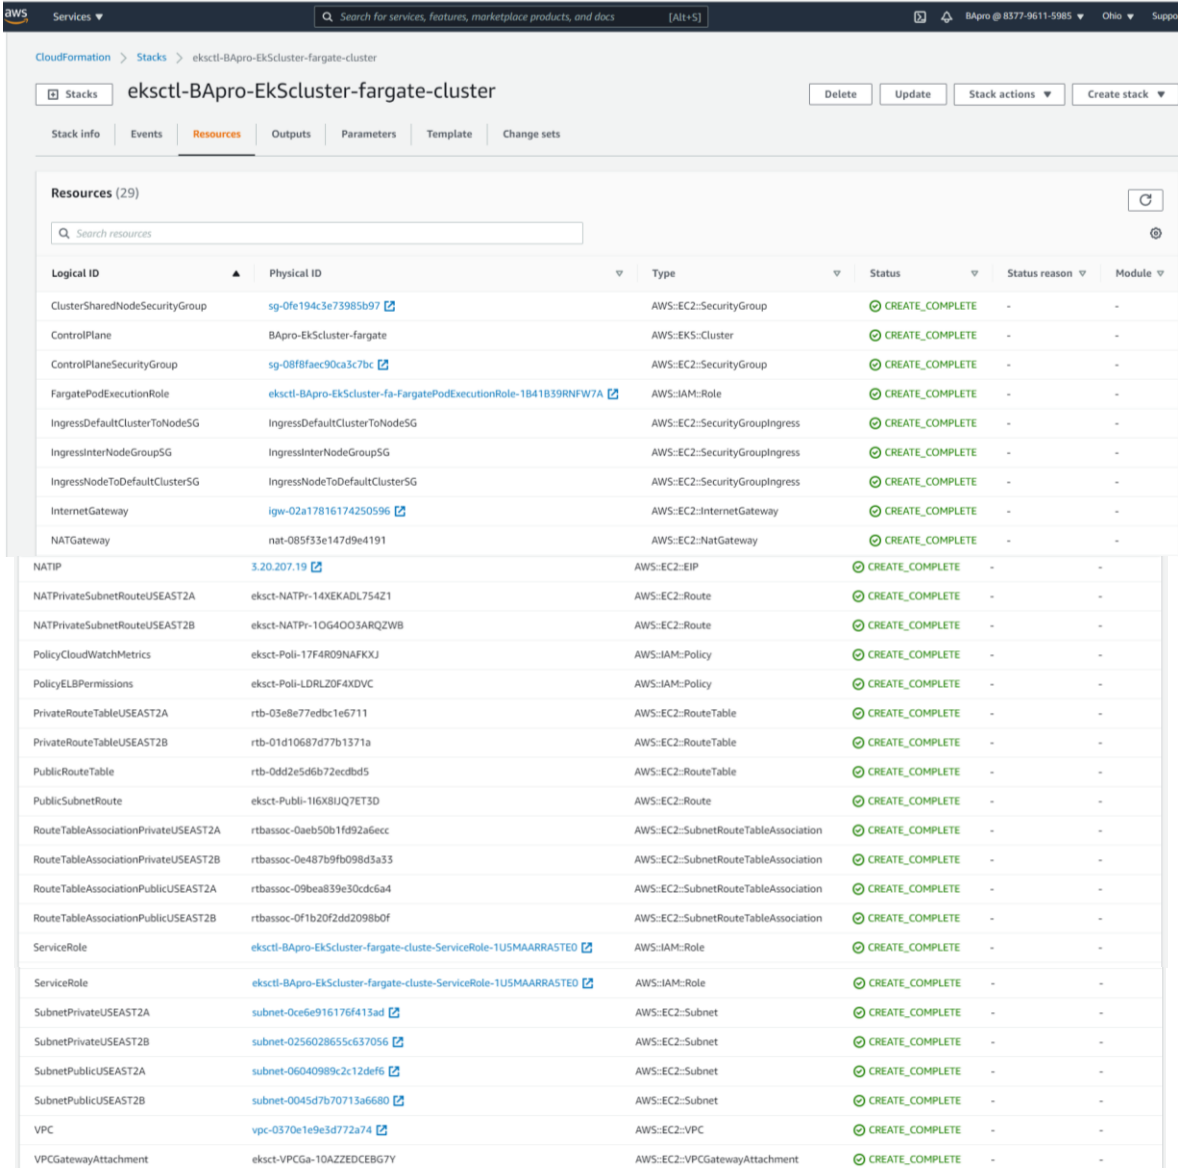 aws Services ▼ Search for services, features, marketplace products, and docs [Alt+S] BApro @ 8377-9611-5985 ▼ Ohio ▼ Suppo
CloudFormation > Stacks > eksctl-BApro-EkScluster-fargate-cluster
Stacks eksctl-BApro-EkScluster-fargate-cluster Delete Update Stack actions ▼ Create stack ▼
Stack info Events Resources Outputs Parameters Template Change sets
Resources (29)
Search resources
Logical ID Physical ID Type Status Status reason Module
ClusterSharedNodeSecurityGroup sg-0fe194c3e73985b97 AWS::EC2::SecurityGroup CREATE_COMPLETE - -
ControlPlane BApro-EkScluster-fargate AWS::EKS::Cluster CREATE_COMPLETE - -
ControlPlaneSecurityGroup sg-08f8faec90ca3c7bc AWS::EC2::SecurityGroup CREATE_COMPLETE - -
FargatePodExecutionRole eksctl-BApro-EkScluster-fa-FargatePodExecutionRole-1B41B39RNFW7A AWS::IAM::Role CREATE_COMPLETE - -
IngressDefaultClusterToNodeSG IngressDefaultClusterToNodeSG AWS::EC2::SecurityGroupIngress CREATE_COMPLETE - -
IngressInterNodeGroupSG IngressInterNodeGroupSG AWS::EC2::SecurityGroupIngress CREATE_COMPLETE - -
IngressNodeToDefaultClusterSG IngressNodeToDefaultClusterSG AWS::EC2::SecurityGroupIngress CREATE_COMPLETE - -
InternetGateway igw-02a17816174250596 AWS::EC2::InternetGateway CREATE_COMPLETE - -
NATGateway nat-085f33e147d9e4191 AWS::EC2::NatGateway CREATE_COMPLETE - -
NATIP 3.20.207.19 AWS::EC2::EIP CREATE_COMPLETE - -
NATPrivateSubnetRouteUSEAST2A eksct-NATPr-14XEKADL754Z1 AWS::EC2::Route CREATE_COMPLETE - -
NATPrivateSubnetRouteUSEAST2B eksct-NATPr-1OG4OO3ARQZWB AWS::EC2::Route CREATE_COMPLETE - -
PolicyCloudWatchMetrics eksct-Poli-17F4R09NAFKXJ AWS::IAM::Policy CREATE_COMPLETE - -
PolicyELBPermissions eksct-Poli-LDRLZ0F4XDVC AWS::IAM::Policy CREATE_COMPLETE - -
PrivateRouteTableUSEAST2A rtb-03e8e77edbc1e6711 AWS::EC2::RouteTable CREATE_COMPLETE - -
PrivateRouteTableUSEAST2B rtb-01d10687d77b1371a AWS::EC2::RouteTable CREATE_COMPLETE - -
PublicRouteTable rtb-0dd2e5d6b72ecdbd5 AWS::EC2::RouteTable CREATE_COMPLETE - -
PublicSubnetRoute eksct-Publi-1I6X8IJQ7ET3D AWS::EC2::Route CREATE_COMPLETE - -
RouteTableAssociationPrivateUSEAST2A rtbassoc-0aeb50b1fd92a6ecc AWS::EC2::SubnetRouteTableAssociation CREATE_COMPLETE - -
RouteTableAssociationPrivateUSEAST2B rtbassoc-0e487b9fb098d3a33 AWS::EC2::SubnetRouteTableAssociation CREATE_COMPLETE - -
RouteTableAssociationPublicUSEAST2A rtbassoc-09bea839e30cdc6a4 AWS::EC2::SubnetRouteTableAssociation CREATE_COMPLETE - -
RouteTableAssociationPublicUSEAST2B rtbassoc-0f1b20f2dd2098b0f AWS::EC2::SubnetRouteTableAssociation CREATE_COMPLETE - -
ServiceRole eksctl-BApro-EkScluster-fargate-cluste-ServiceRole-1U5MAARRA5TE0 AWS::IAM::Role CREATE_COMPLETE - -
ServiceRole eksctl-BApro-EkScluster-fargate-cluste-ServiceRole-1U5MAARRA5TE0 AWS::IAM::Role CREATE_COMPLETE - -
SubnetPrivateUSEAST2A subnet-0ce6e916176f413ad AWS::EC2::Subnet CREATE_COMPLETE - -
SubnetPrivateUSEAST2B subnet-0256028655c637056 AWS::EC2::Subnet CREATE_COMPLETE - -
SubnetPublicUSEAST2A subnet-06040989c2c12def6 AWS::EC2::Subnet CREATE_COMPLETE - -
SubnetPublicUSEAST2B subnet-0045d7b70713a6680 AWS::EC2::Subnet CREATE_COMPLETE - -
VPC vpc-0370e1e9e3d772a74 AWS::EC2::VPC CREATE_COMPLETE - -
VPCGatewayAttachment eksct-VPCGa-10AZZEDCEBG7Y AWS::EC2::VPCGatewayAttachment CREATE_COMPLETE - -